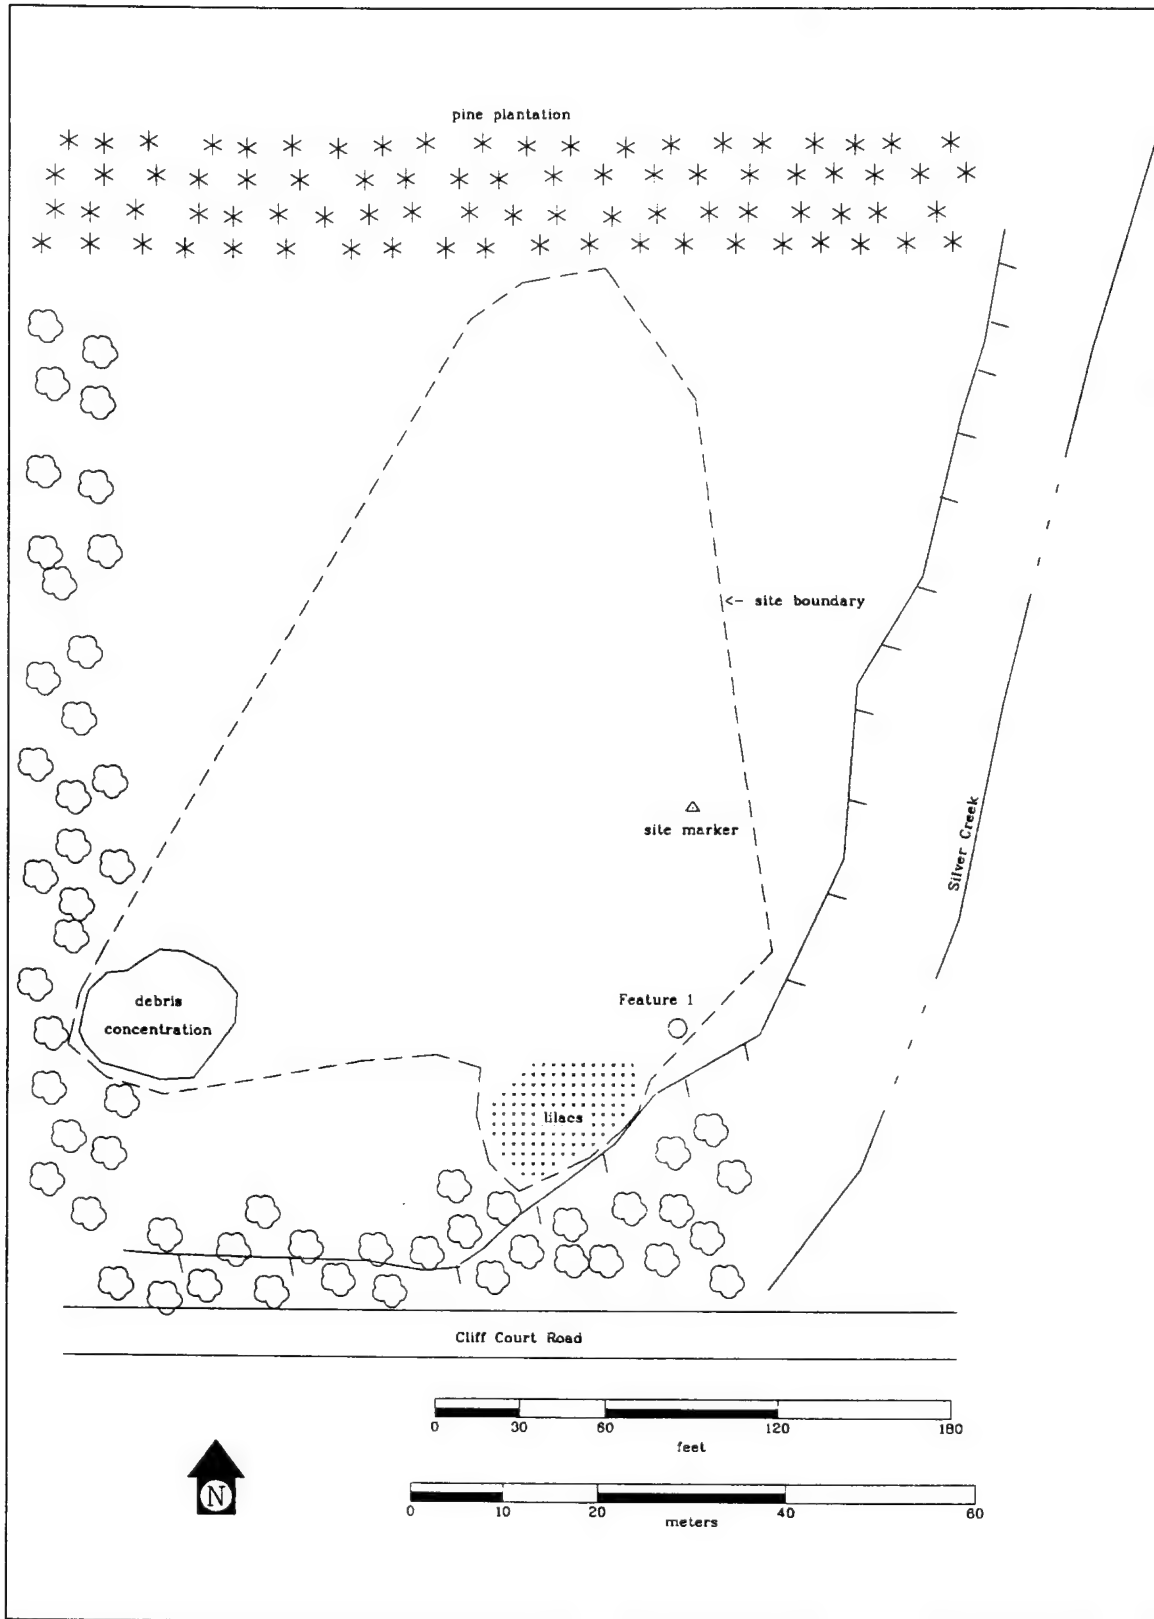 pine plantation
<- site boundary
site marker
Silver Creek
Feature 1
debris
concentration
lilacs
Cliff Court Road
0 30 60 120 180
feet
N
0 10 20 40 60
meters